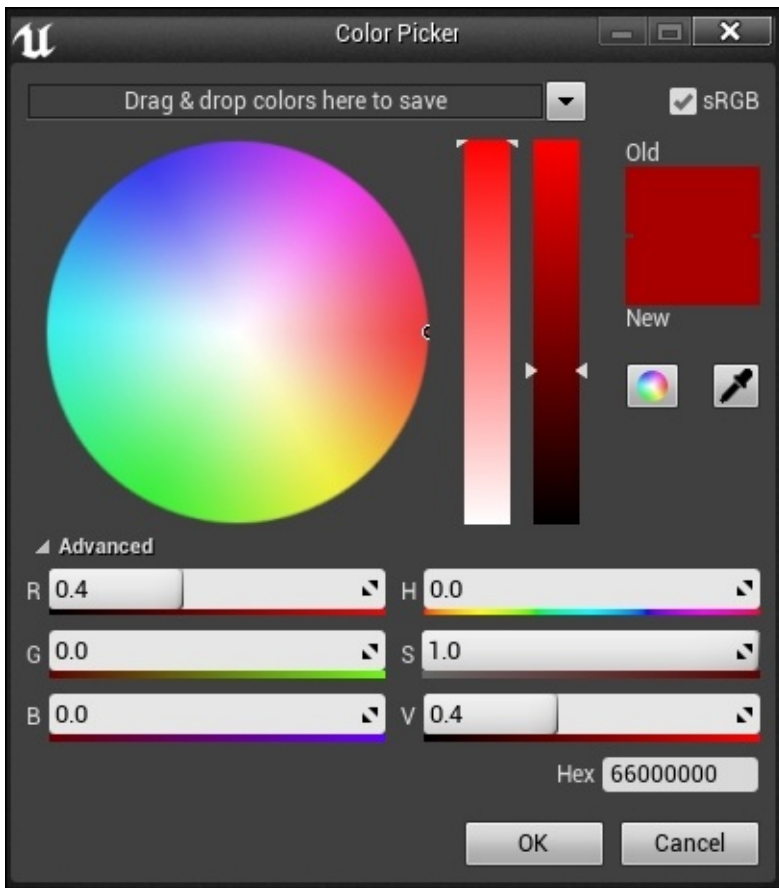 Color Picker
Drag & drop colors here to save
sRGB
Old
New
Advanced
R 0.4 H 0.0
G 0.0 S 1.0
B 0.0 V 0.4
Hex 66000000
OK Cancel